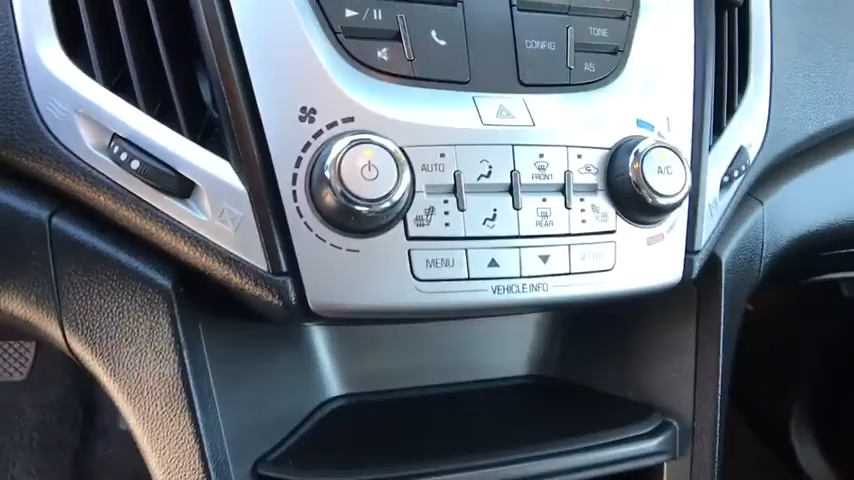 TONE
CONFIG
AS
AUTO
FRONT
A/C
REAR
MENU
VEHICLE INFO